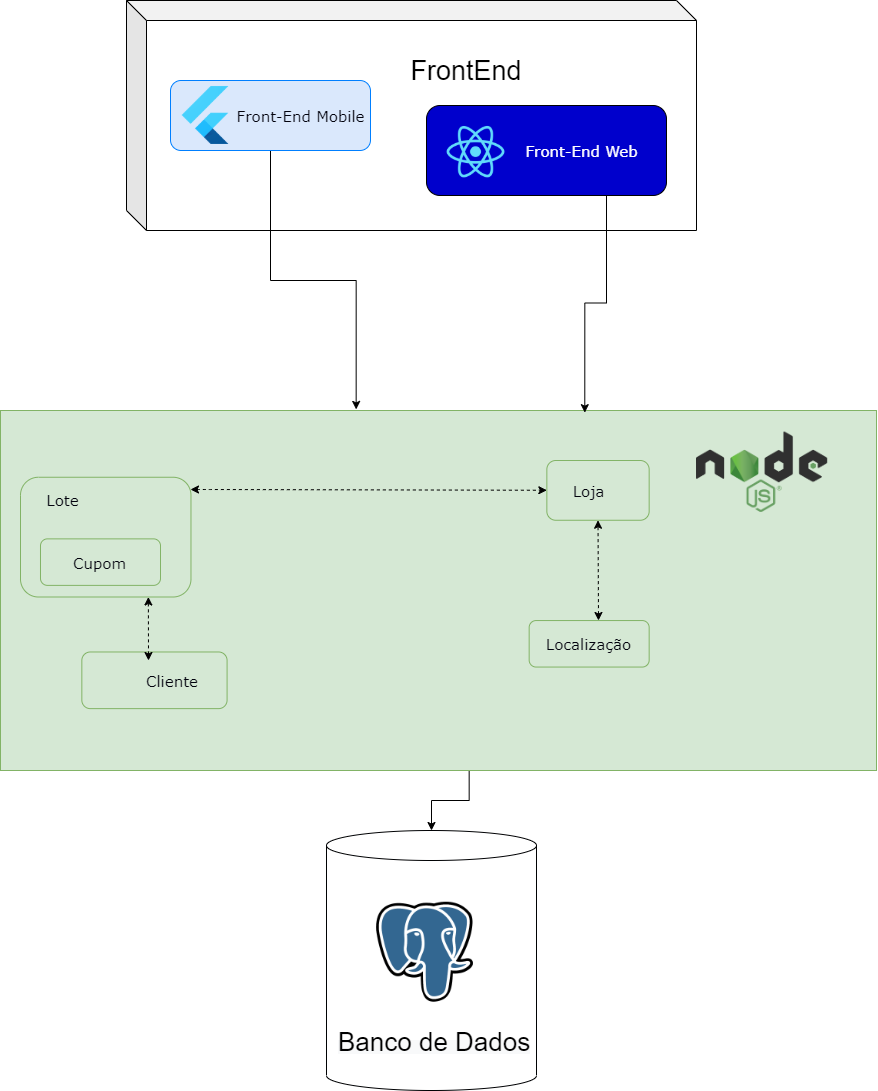 FrontEnd
Front-End Mobile
Front-End Web
node
JS
Lote
Loja
Cupom
Localização
Cliente
Banco de Dados